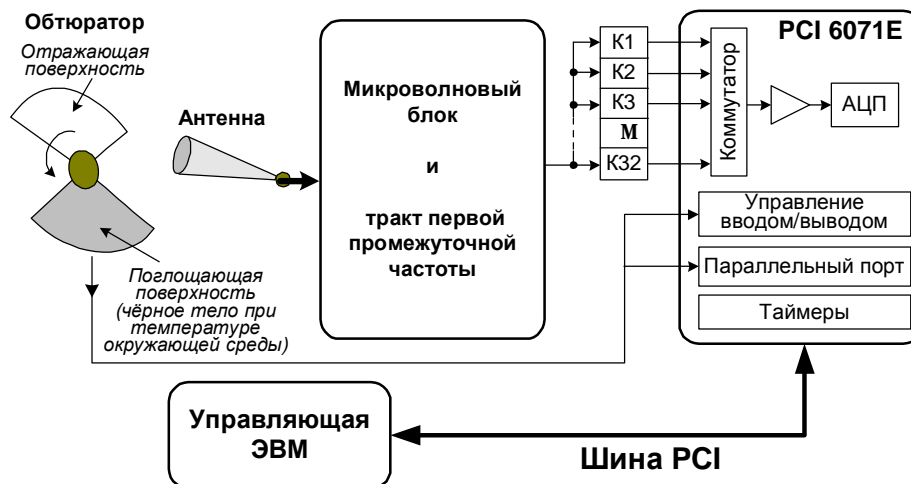 Обтюратор
Отражающая
поверхность
Антенна
Микроволновый
блок
и
тракт первой
промежуточной
частоты
К1
К2
К3
М
К32
PCI 6071E
Коммутатор
АЦП
Управление
вводом/выводом
Параллельный порт
Таймеры
Поглощающая
поверхность
(чёрное тело при
температуре
окружающей среды)
Управляющая
ЭВМ
Шина PCI